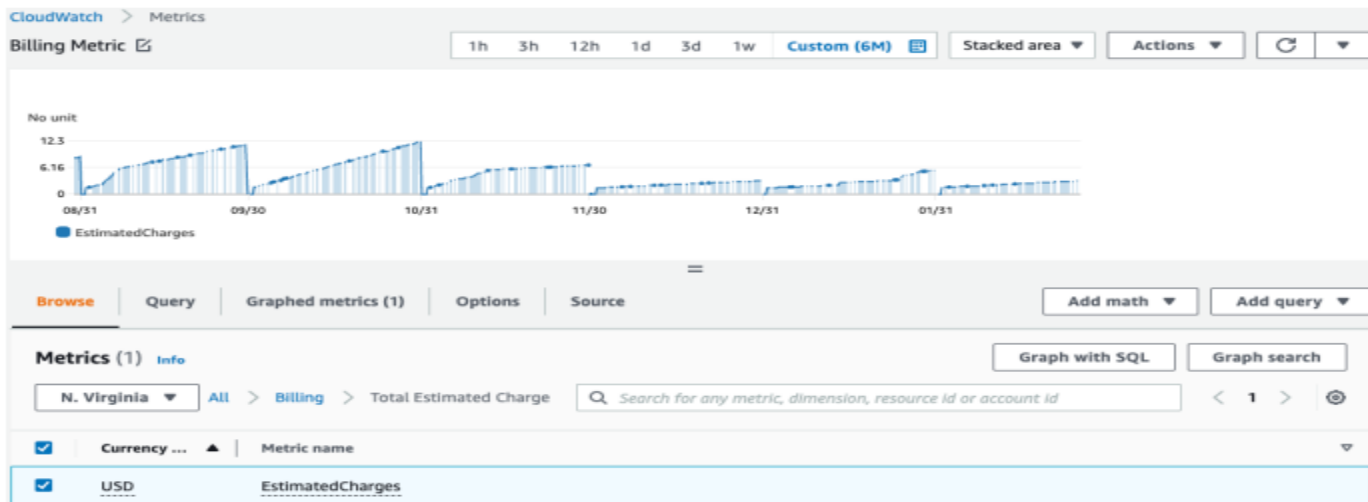 CloudWatch > Metrics
Billing Metric
1h 3h 12h 1d 3d 1w Custom (6M) Stacked area ▼ Actions ▼
No unit
12.3
6.16
0
08/31 09/30 10/31 11/30 12/31 01/31
EstimatedCharges
Browse Query Graphed metrics (1) Options Source Add math ▼ Add query ▼
Metrics (1) Info Graph with SQL Graph search
N. Virginia ▼ All > Billing > Total Estimated Charge Search for any metric, dimension, resource id or account id < 1 >
Currency ... ▲ Metric name
USD EstimatedCharges